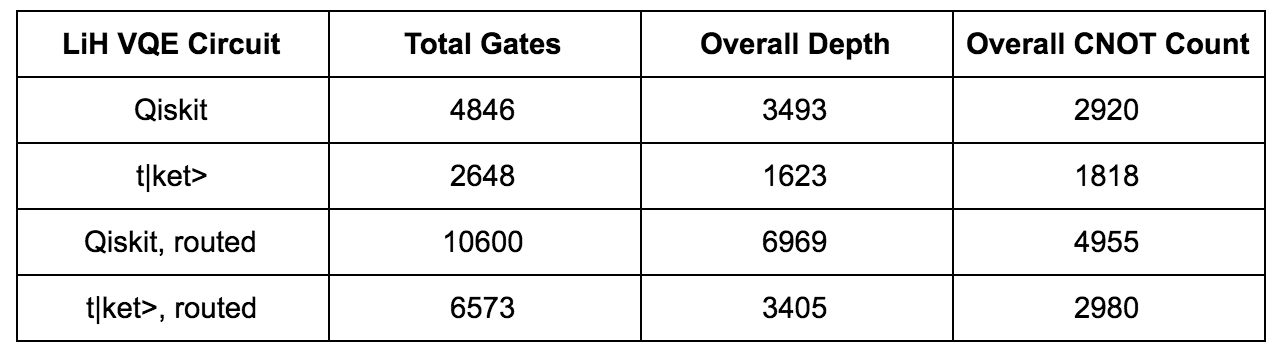 LiH VQE Circuit Total Gates Overall Depth Overall CNOT Count
Qiskit 4846 3493 2920
t|ket> 2648 1623 1818
Qiskit, routed 10600 6969 4955
t|ket>, routed 6573 3405 2980